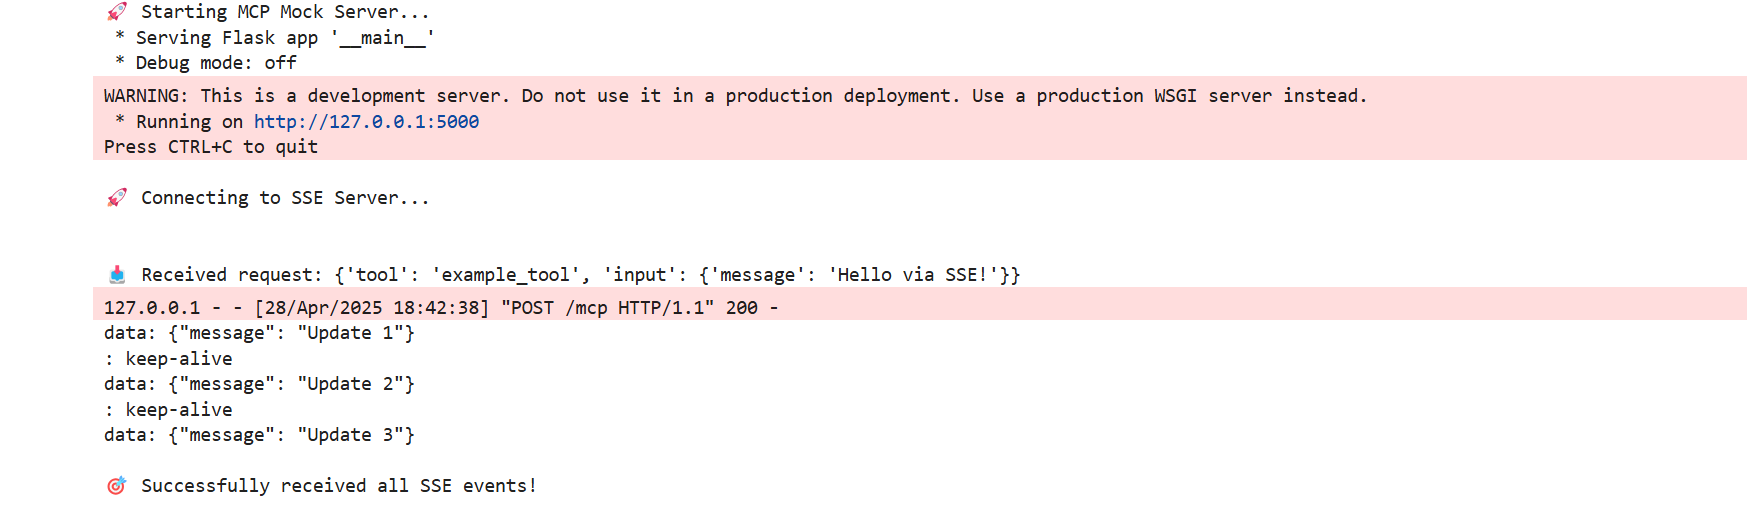 🚀 Starting MCP Mock Server...
* Serving Flask app '__main__'
* Debug mode: off
WARNING: This is a development server. Do not use it in a production deployment. Use a production WSGI server instead.
* Running on http://127.0.0.1:5000
Press CTRL+C to quit
🚀 Connecting to SSE Server...
📥 Received request: {'tool': 'example_tool', 'input': {'message': 'Hello via SSE!'}}
127.0.0.1 - - [28/Apr/2025 18:42:38] "POST /mcp HTTP/1.1" 200 -
data: {"message": "Update 1"}
: keep-alive
data: {"message": "Update 2"}
: keep-alive
data: {"message": "Update 3"}
🎯 Successfully received all SSE events!